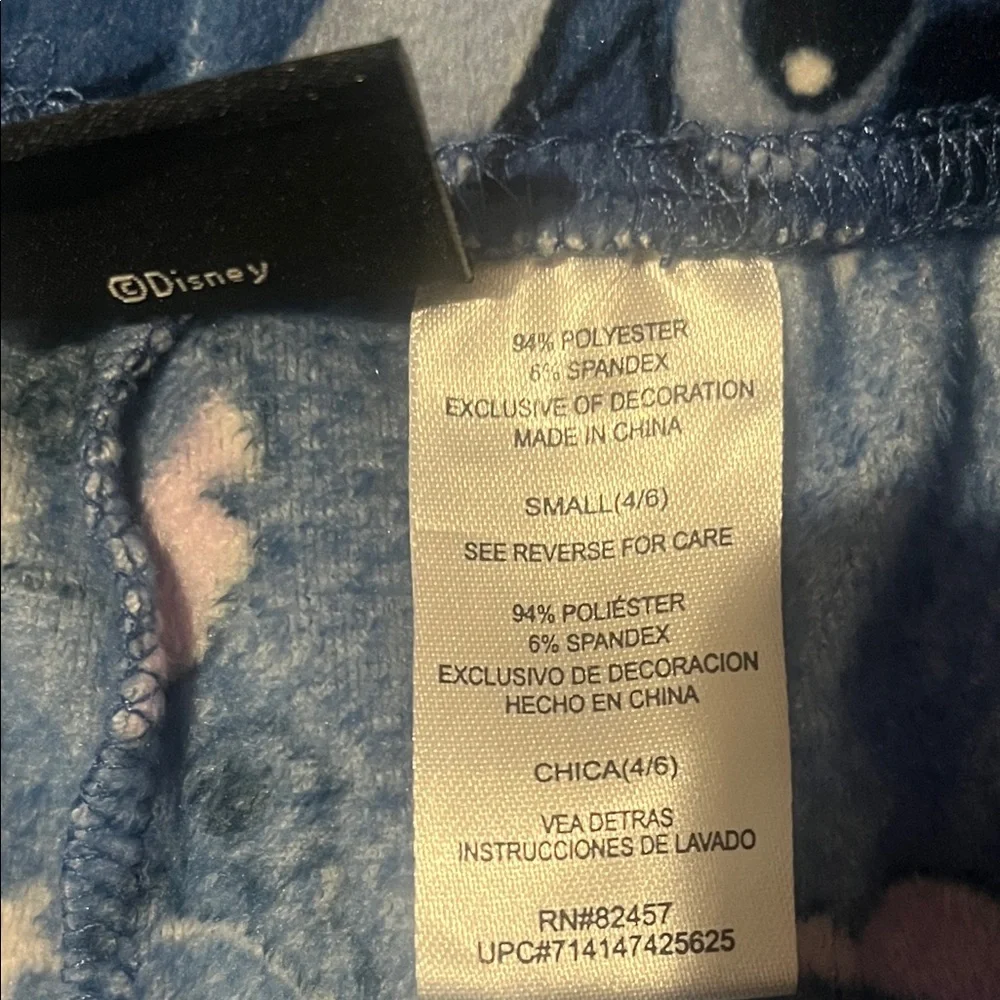 ©Disney
94% POLYESTER
6% SPANDEX
EXCLUSIVE OF DECORATION
MADE IN CHINA
SMALL(4/6)
SEE REVERSE FOR CARE
94% POLIÉSTER
6% SPANDEX
EXCLUSIVO DE DECORACION
HECHO EN CHINA
CHICA(4/6)
VEA DETRAS
INSTRUCCIONES DE LAVADO
RN#82457
UPC#714147425625